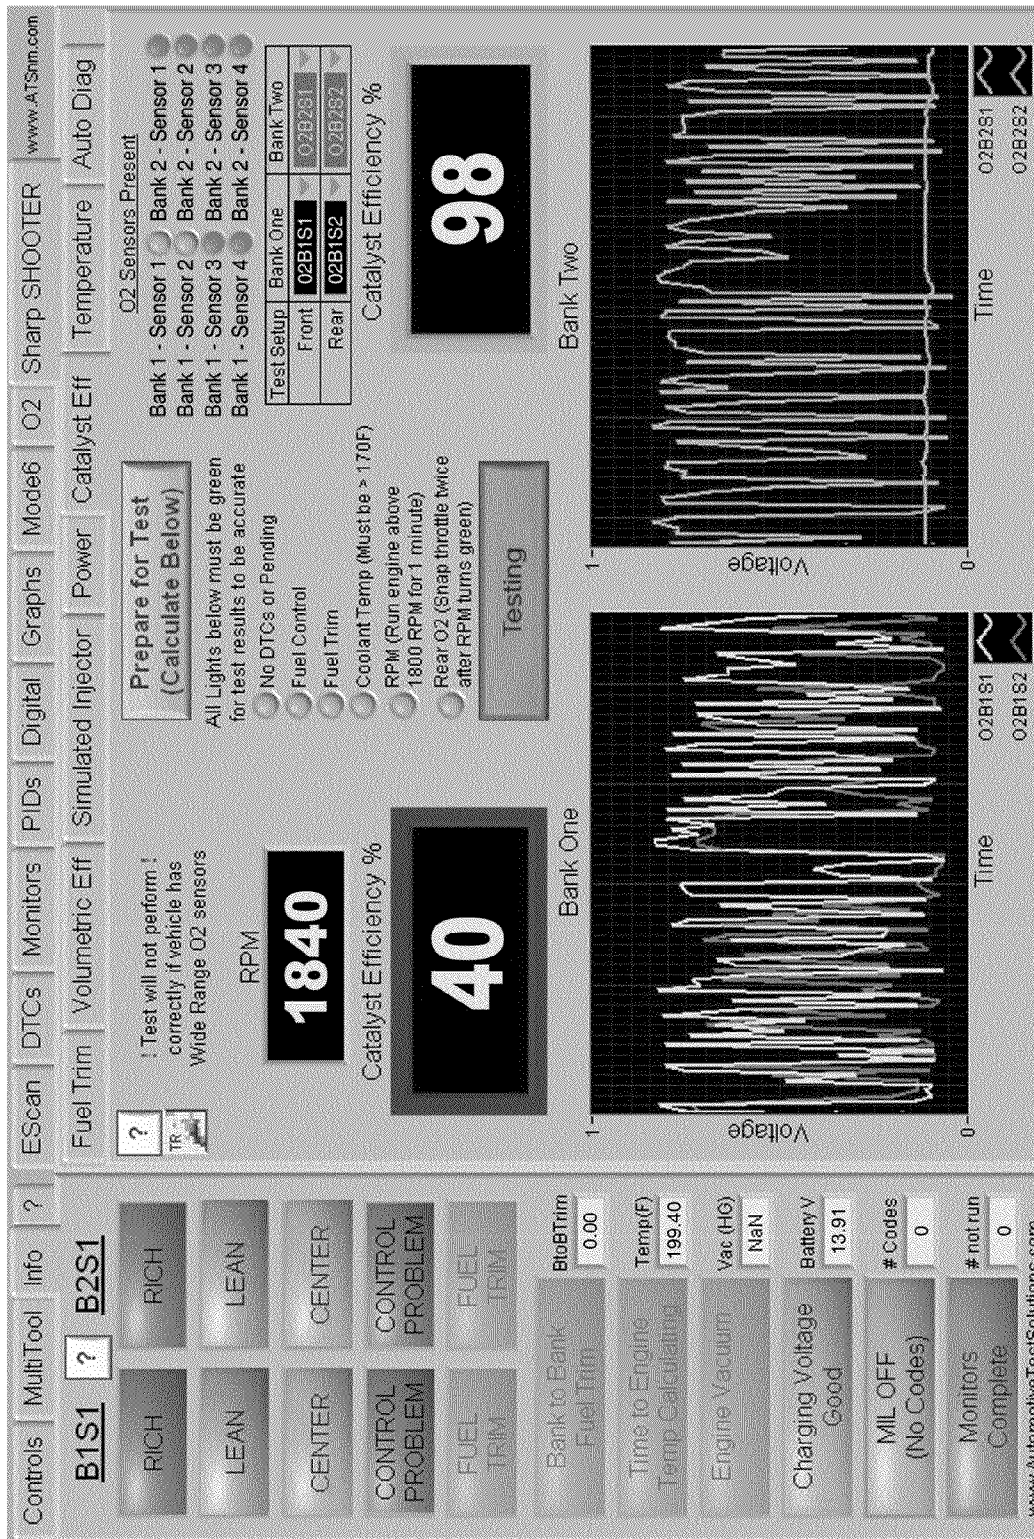 Controls MultiTool Info ? EScan DTCs Monitors PIDs Digital Graphs Mode6 O2 Sharp SHOOTER www.ATSnm.com
Fuel Trim Volumetric Eff Simulated Injector Power Catalyst Eff Temperature Auto Diag
B1S1 ? B2S1
RICH RICH
LEAN LEAN
CENTER CENTER
CONTROL PROBLEM CONTROL PROBLEM
FUEL TRIM FUEL TRIM
Bank to Bank Fuel Trim
BtoBTrim
0.00
Time to Engine Temp Calculating
Temp(F)
199.40
Engine Vacuum
Vac (HG)
NaN
Charging Voltage Good
Battery V
13.91
MIL OFF (No Codes)
# Codes
0
Monitors Complete
# not run
0
www.AutomotiveTestSolutions.com
?
TR
! Test will not perform !
correctly if vehicle has
Wide Range O2 sensors
RPM
1840
Catalyst Efficiency %
40
Prepare for Test
(Calculate Below)
All Lights below must be green
for test results to be accurate
No DTCs or Pending
Fuel Control
Fuel Trim
Coolant Temp (Must be > 170F)
RPM (Run engine above
1800 RPM for 1 minute)
Rear O2 (Snap throttle twice
after RPM turns green)
Testing
O2 Sensors Present
Bank 1 - Sensor 1 Bank 2 - Sensor 1
Bank 1 - Sensor 2 Bank 2 - Sensor 2
Bank 1 - Sensor 3 Bank 2 - Sensor 3
Bank 1 - Sensor 4 Bank 2 - Sensor 4
Test Setup Bank One Bank Two
Front O2B1S1 O2B2S1
Rear O2B1S2 O2B2S2
Catalyst Efficiency %
98
Bank One
1
Voltage
0
Time
O2B1S1
O2B1S2
Bank Two
1
Voltage
0
Time
O2B2S1
O2B2S2